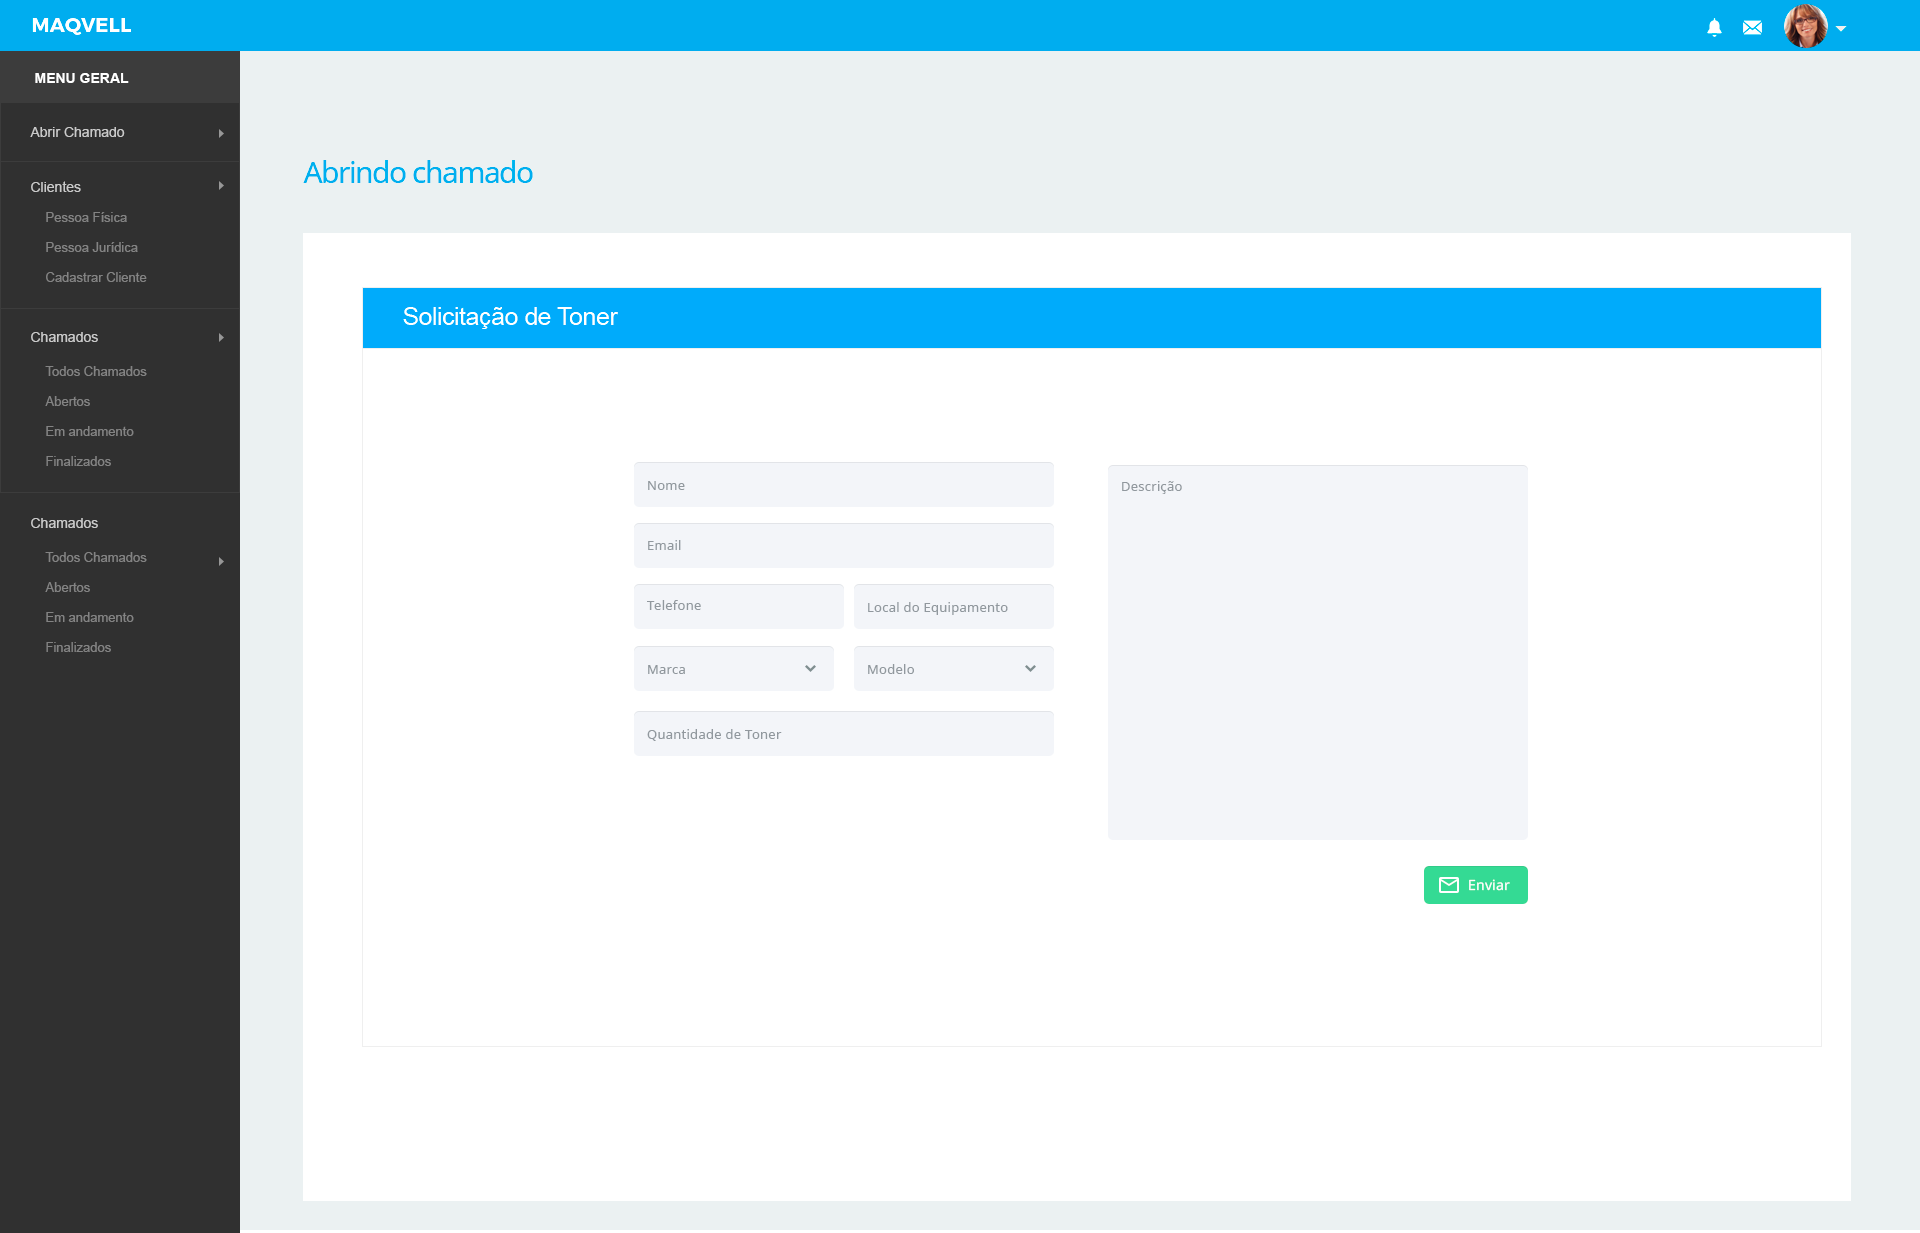 MAQVELL
MENU GERAL
Abrir Chamado
Clientes
Pessoa Física
Pessoa Jurídica
Cadastrar Cliente
Chamados
Todos Chamados
Abertos
Em andamento
Finalizados
Chamados
Todos Chamados
Abertos
Em andamento
Finalizados
Abrindo chamado
Solicitação de Toner
Nome
Email
Telefone
Local do Equipamento
Marca
Modelo
Quantidade de Toner
Descrição
Enviar